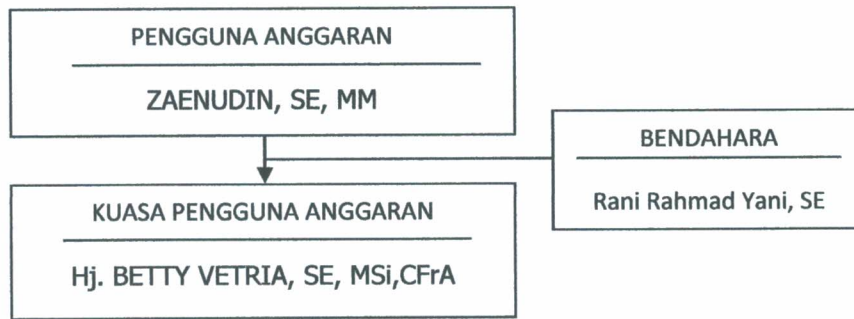 PENGGUNA ANGGARAN
ZAENUDIN, SE, MM
BENDAHARA
Rani Rahmad Yani, SE
KUASA PENGGUNA ANGGARAN
Hj. BETTY VETRIA, SE, MSi,CFrA